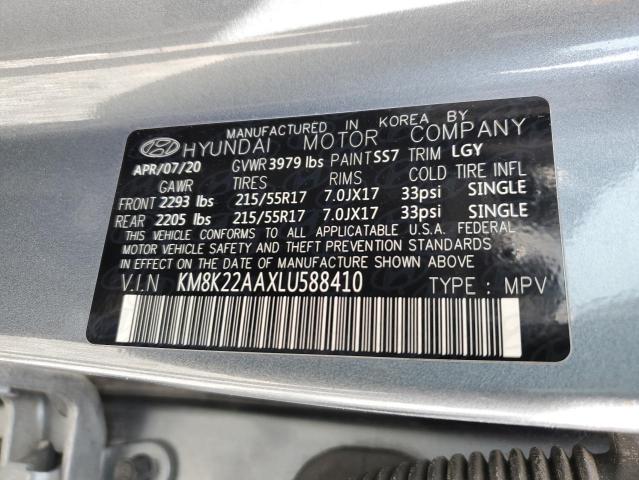 MANUFACTURED IN KOREA BY
HYUNDAI MOTOR COMPANY
APR/07/20 GVWR 3979 lbs PAINT SS7 TRIM LGY
GAWR TIRES RIMS COLD TIRE INFL
FRONT 2293 lbs 215/55R17 7.0JX17 33psi SINGLE
REAR 2205 lbs 215/55R17 7.0JX17 33psi SINGLE
THIS VEHICLE CONFORMS TO ALL APPLICABLE U.S.A. FEDERAL
MOTOR VEHICLE SAFETY AND THEFT PREVENTION STANDARDS
IN EFFECT ON THE DATE OF MANUFACTURE SHOWN ABOVE.
V.I.N KM8K22AAXLU588410 TYPE : MPV